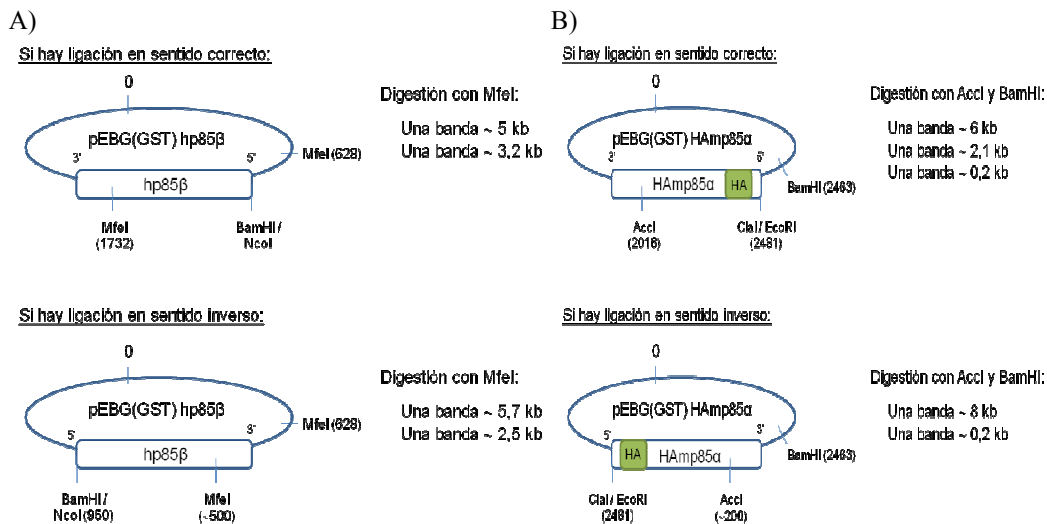 A)
Si hay ligación en sentido correcto:
0
pEBG(GST) hp85β
3'
5'
MfeI (628)
hp85β
MfeI
(1732)
BamHI /
NcoI
Digestión con MfeI:
Una banda ~ 5 kb
Una banda ~ 3,2 kb
B)
Si hay ligación en sentido correcto:
0
pEBG(GST) HAmp85α
3'
5'
BamHI (2463)
HAmp85α
HA
AccI
(2016)
ClaI / EcoRI
(2481)
Digestión con AccI y BamHI:
Una banda ~ 6 kb
Una banda ~ 2,1 kb
Una banda ~ 0,2 kb
Si hay ligación en sentido inverso:
0
pEBG(GST) hp85β
5'
3'
MfeI (628)
hp85β
BamHI /
NcoI (950)
MfeI
(~500)
Digestión con MfeI:
Una banda ~ 5,7 kb
Una banda ~ 2,5 kb
Si hay ligación en sentido inverso:
0
pEBG(GST) HAmp85α
5'
3'
BamHI (2463)
HA
HAmp85α
ClaI / EcoRI
(2481)
AccI
(~200)
Digestión con AccI y BamHI:
Una banda ~ 8 kb
Una banda ~ 0,2 kb